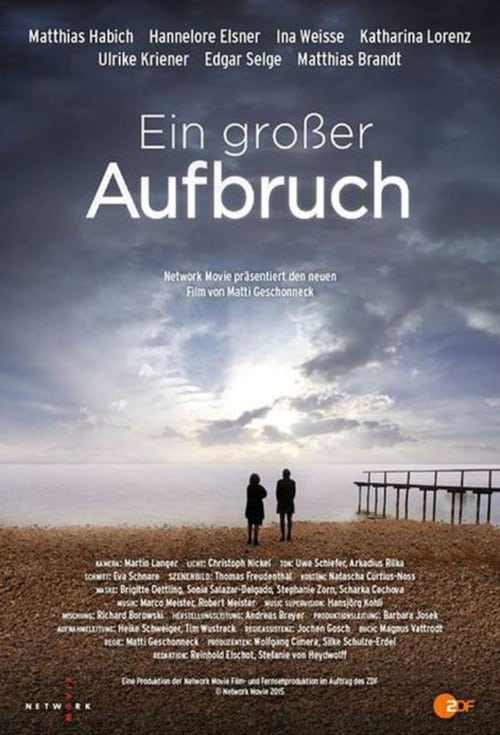 Matthias Habich Hannelore Elsner Ina Weisse Katharina Lorenz
Ulrike Kriener Edgar Selge Matthias Brandt
Ein großer
Aufbruch
Network Movie präsentiert den neuen
Film von Matti Geschonneck
KAMERA: Martin Langer LICHT: Christoph Nickel TON: Uwe Schiefer, Arkadius Rilka
SCHNITT: Eva Schnare SZENENBILD: Thomas Freudenthal KOSTÜM: Natascha Curtius-Noss
MASKE: Brigitte Dettling, Sonia Salazar-Delgado, Stephanie Zorn, Scharka Cechova
MUSIK: Marco Meister, Robert Meister MUSIC SUPERVISION: Hansjörg Kohli
MISCHUNG: Richard Borowski HERSTELLUNGSLEITUNG: Andreas Breyer PRODUKTIONSLEITUNG: Barbara Josek
AUFNAHMELEITUNG: Heike Schweiger, Tim Wustrack REGIEASSISTENZ: Jochen Gosch BUCH: Magnus Vattrodt
REGIE: Matti Geschonneck PRODUZENTEN: Wolfgang Cimera, Silke Schulze-Erdel
REDAKTION: Reinhold Elschot, Stefanie von Heydwolff
Eine Produktion der Network Movie Film- und Fernsehproduktion im Auftrag des ZDF
© Network Movie 2015
NETWORK
MOVIE
ZDF